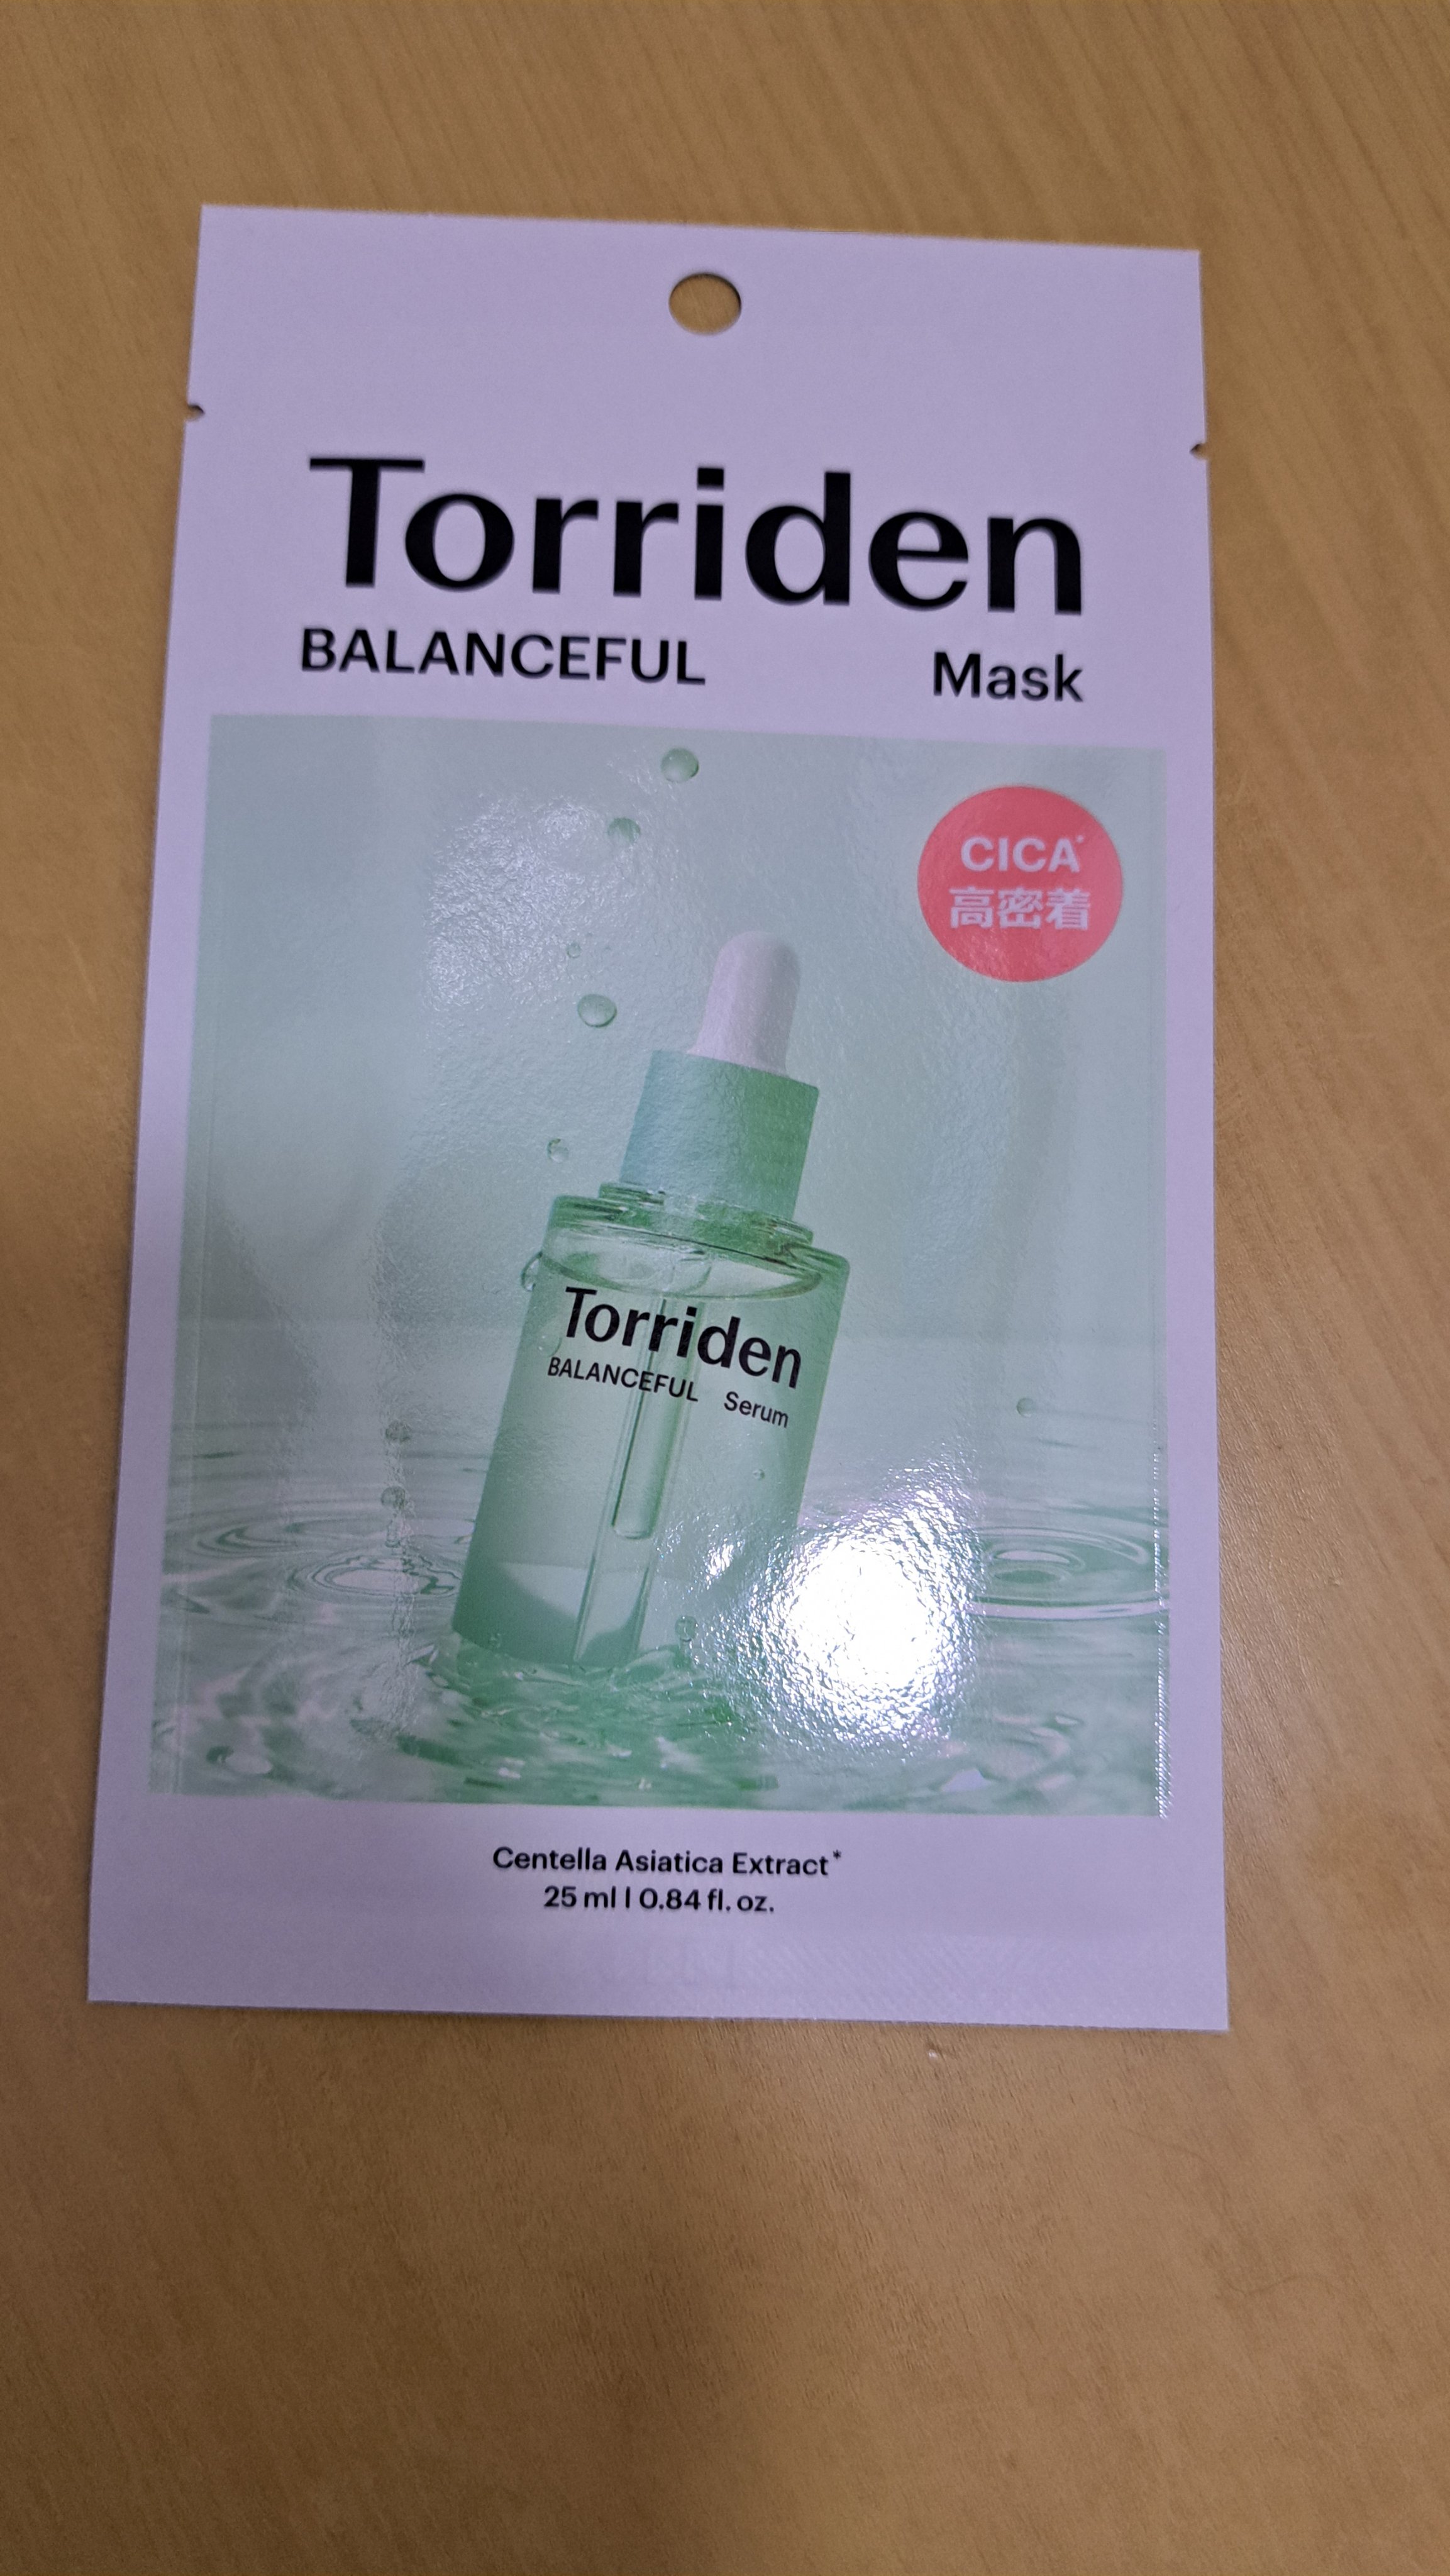 Torriden
BALANCEFUL Mask
CICA*
高密着
Torriden
BALANCEFUL Serum
Centella Asiatica Extract*
25 ml | 0.84 fl. oz.